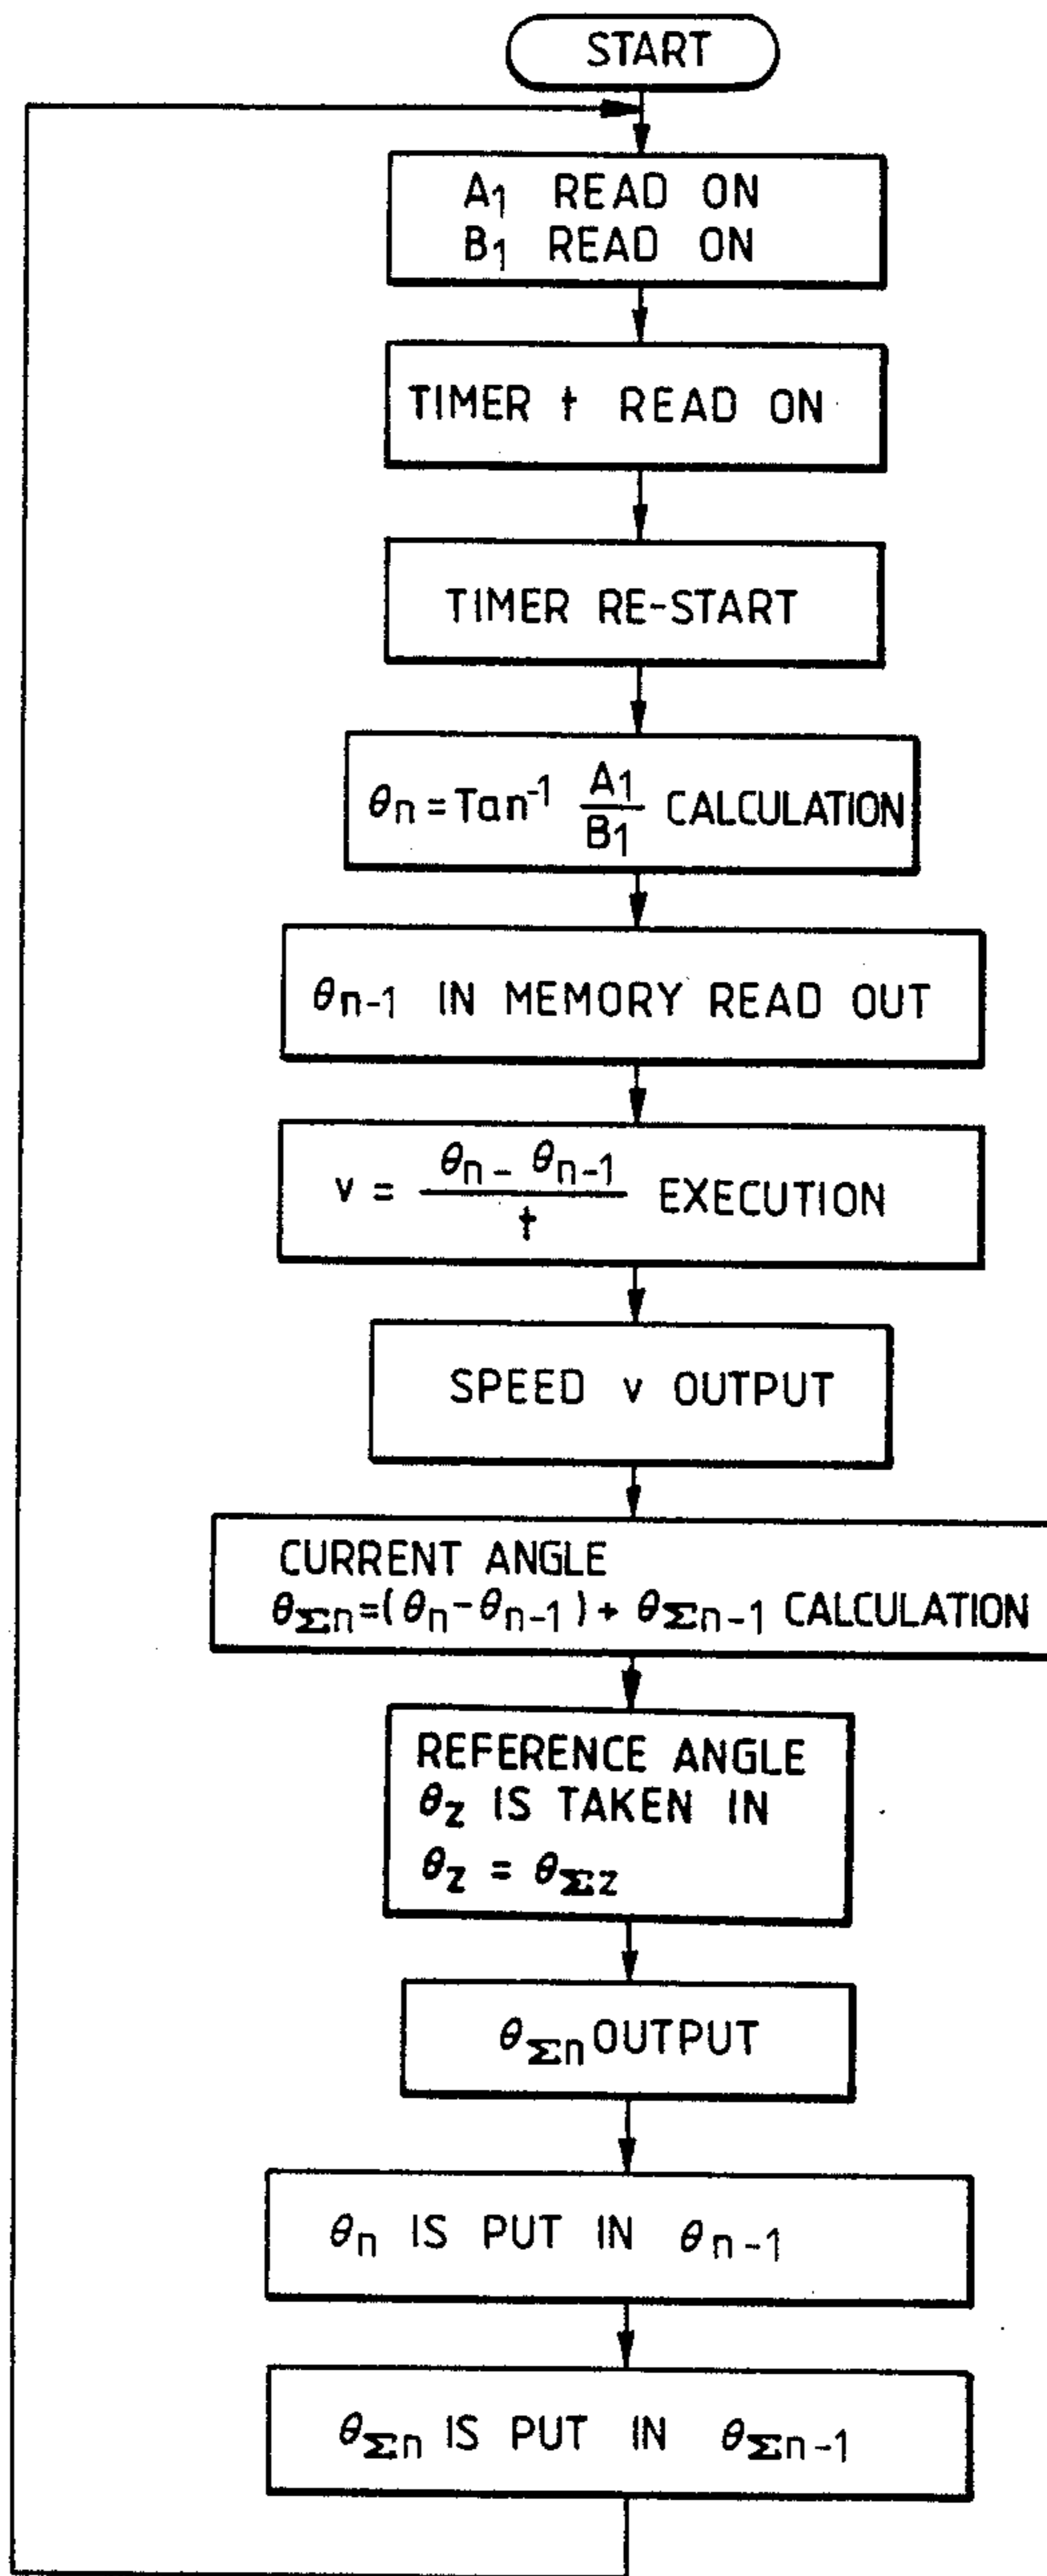 START
A1 READ ON
B1 READ ON
TIMER t READ ON
TIMER RE-START
θn = Tan⁻¹ A1/B1 CALCULATION
θn-1 IN MEMORY READ OUT
v = θn - θn-1 / t EXECUTION
SPEED v OUTPUT
CURRENT ANGLE
θΣn=(θn-θn-1) + θΣn-1 CALCULATION
REFERENCE ANGLE
θz IS TAKEN IN
θz = θΣz
θΣn OUTPUT
θn IS PUT IN θn-1
θΣn IS PUT IN θΣn-1